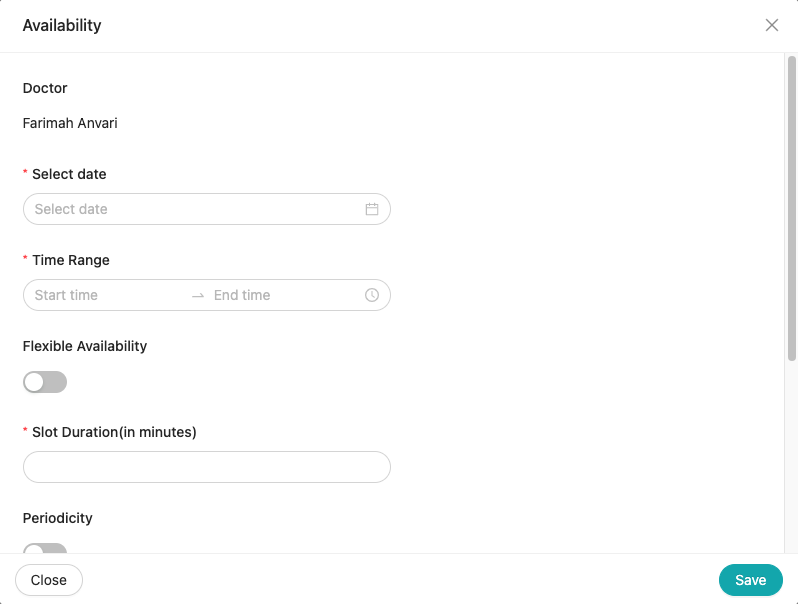 Availability
Doctor
Farimah Anvari
* Select date
Select date
* Time Range
Start time → End time
Flexible Availability
* Slot Duration(in minutes)
Periodicity
Close
Save